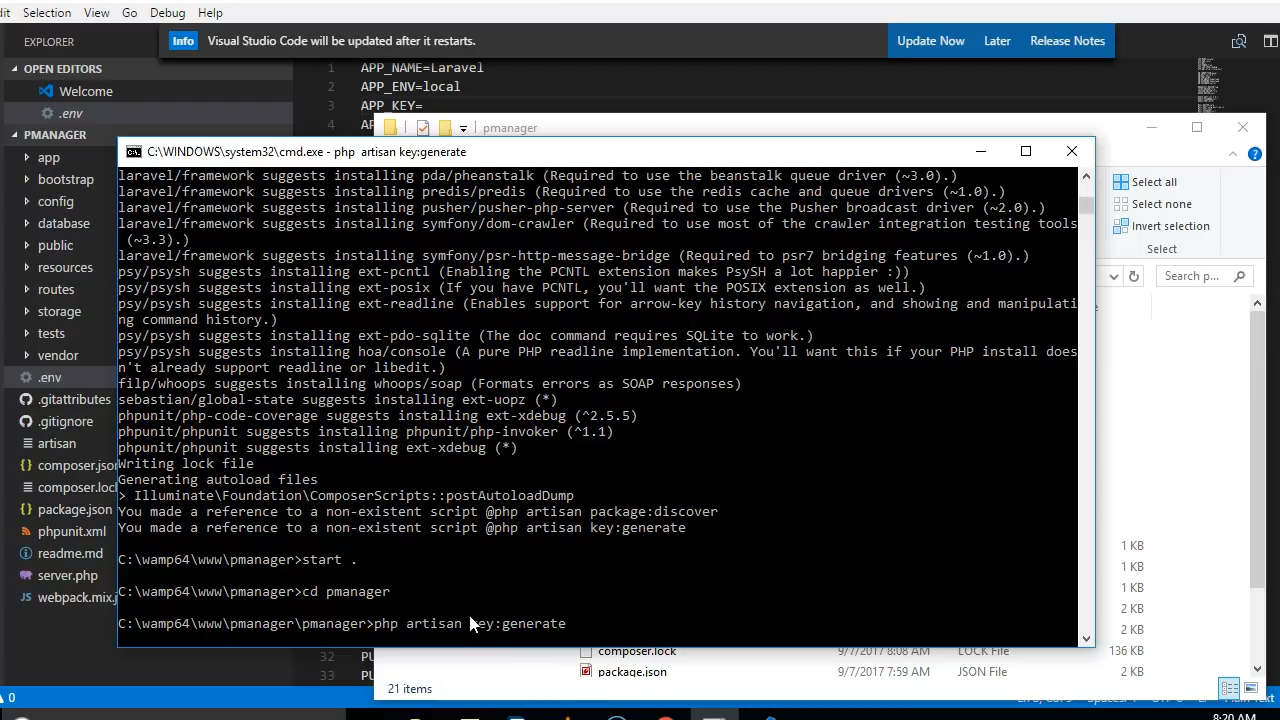 Selection View Go Debug Help
EXPLORER
Info Visual Studio Code will be updated after it restarts.
Update Now Later Release Notes
OPEN EDITORS
Welcome
.env
PMANAGER
app
bootstrap
config
database
public
resources
routes
storage
tests
vendor
.env
.gitattributes
.gitignore
artisan
composer.json
composer.lock
package.json
phpunit.xml
readme.md
server.php
webpack.mix.js
1 APP_NAME=Laravel
2 APP_ENV=local
3 APP_KEY=
4
pmanager
C:\WINDOWS\system32\cmd.exe - php artisan key:generate
laravel/framework suggests installing pda/pheanstalk (Required to use the beanstalk queue driver (~3.0).)
laravel/framework suggests installing predis/predis (Required to use the redis cache and queue drivers (~1.0).)
laravel/framework suggests installing pusher/pusher-php-server (Required to use the Pusher broadcast driver (~2.0).)
laravel/framework suggests installing symfony/dom-crawler (Required to use most of the crawler integration testing tools
(~3.3).)
laravel/framework suggests installing symfony/psr-http-message-bridge (Required to psr7 bridging features (~1.0).)
psy/psysh suggests installing ext-pcntl (Enabling the PCNTL extension makes PsySH a lot happier :))
psy/psysh suggests installing ext-posix (If you have PCNTL, you'll want the POSIX extension as well.)
psy/psysh suggests installing ext-readline (Enables support for arrow-key history navigation, and showing and manipulati
ng command history.)
psy/psysh suggests installing ext-pdo-sqlite (The doc command requires SQLite to work.)
psy/psysh suggests installing hoa/console (A pure PHP readline implementation. You'll want this if your PHP install does
n't already support readline or libedit.)
filp/whoops suggests installing whoops/soap (Formats errors as SOAP responses)
sebastian/global-state suggests installing ext-uopz (*)
phpunit/php-code-coverage suggests installing ext-xdebug (^2.5.5)
phpunit/phpunit suggests installing phpunit/php-invoker (^1.1)
phpunit/phpunit suggests installing ext-xdebug (*)
Writing lock file
Generating autoload files
> Illuminate\Foundation\ComposerScripts::postAutoloadDump
You made a reference to a non-existent script @php artisan package:discover
You made a reference to a non-existent script @php artisan key:generate
C:\wamp64\www\pmanager>start .
C:\wamp64\www\pmanager>cd pmanager
C:\wamp64\www\pmanager\pmanager>php artisan key:generate
Select all
Select none
Invert selection
Select
Search p...
1 KB
1 KB
1 KB
1 KB
2 KB
composer.lock 9/7/2017 8:08 AM LOCK File 136 KB
package.json 9/7/2017 7:59 AM JSON File 2 KB
32
33
21 items
0
8:20 AM